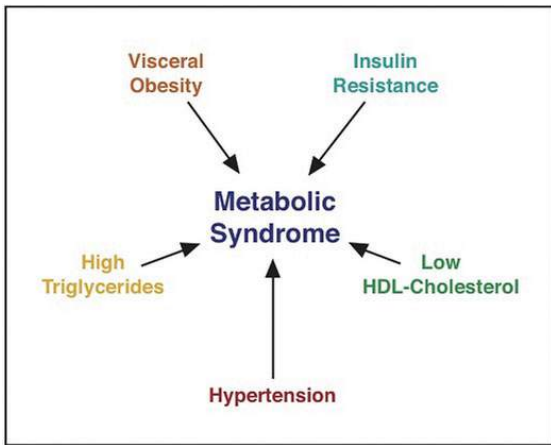 Visceral
Obesity
Insulin
Resistance
Metabolic
Syndrome
High
Triglycerides
Low
HDL-Cholesterol
Hypertension